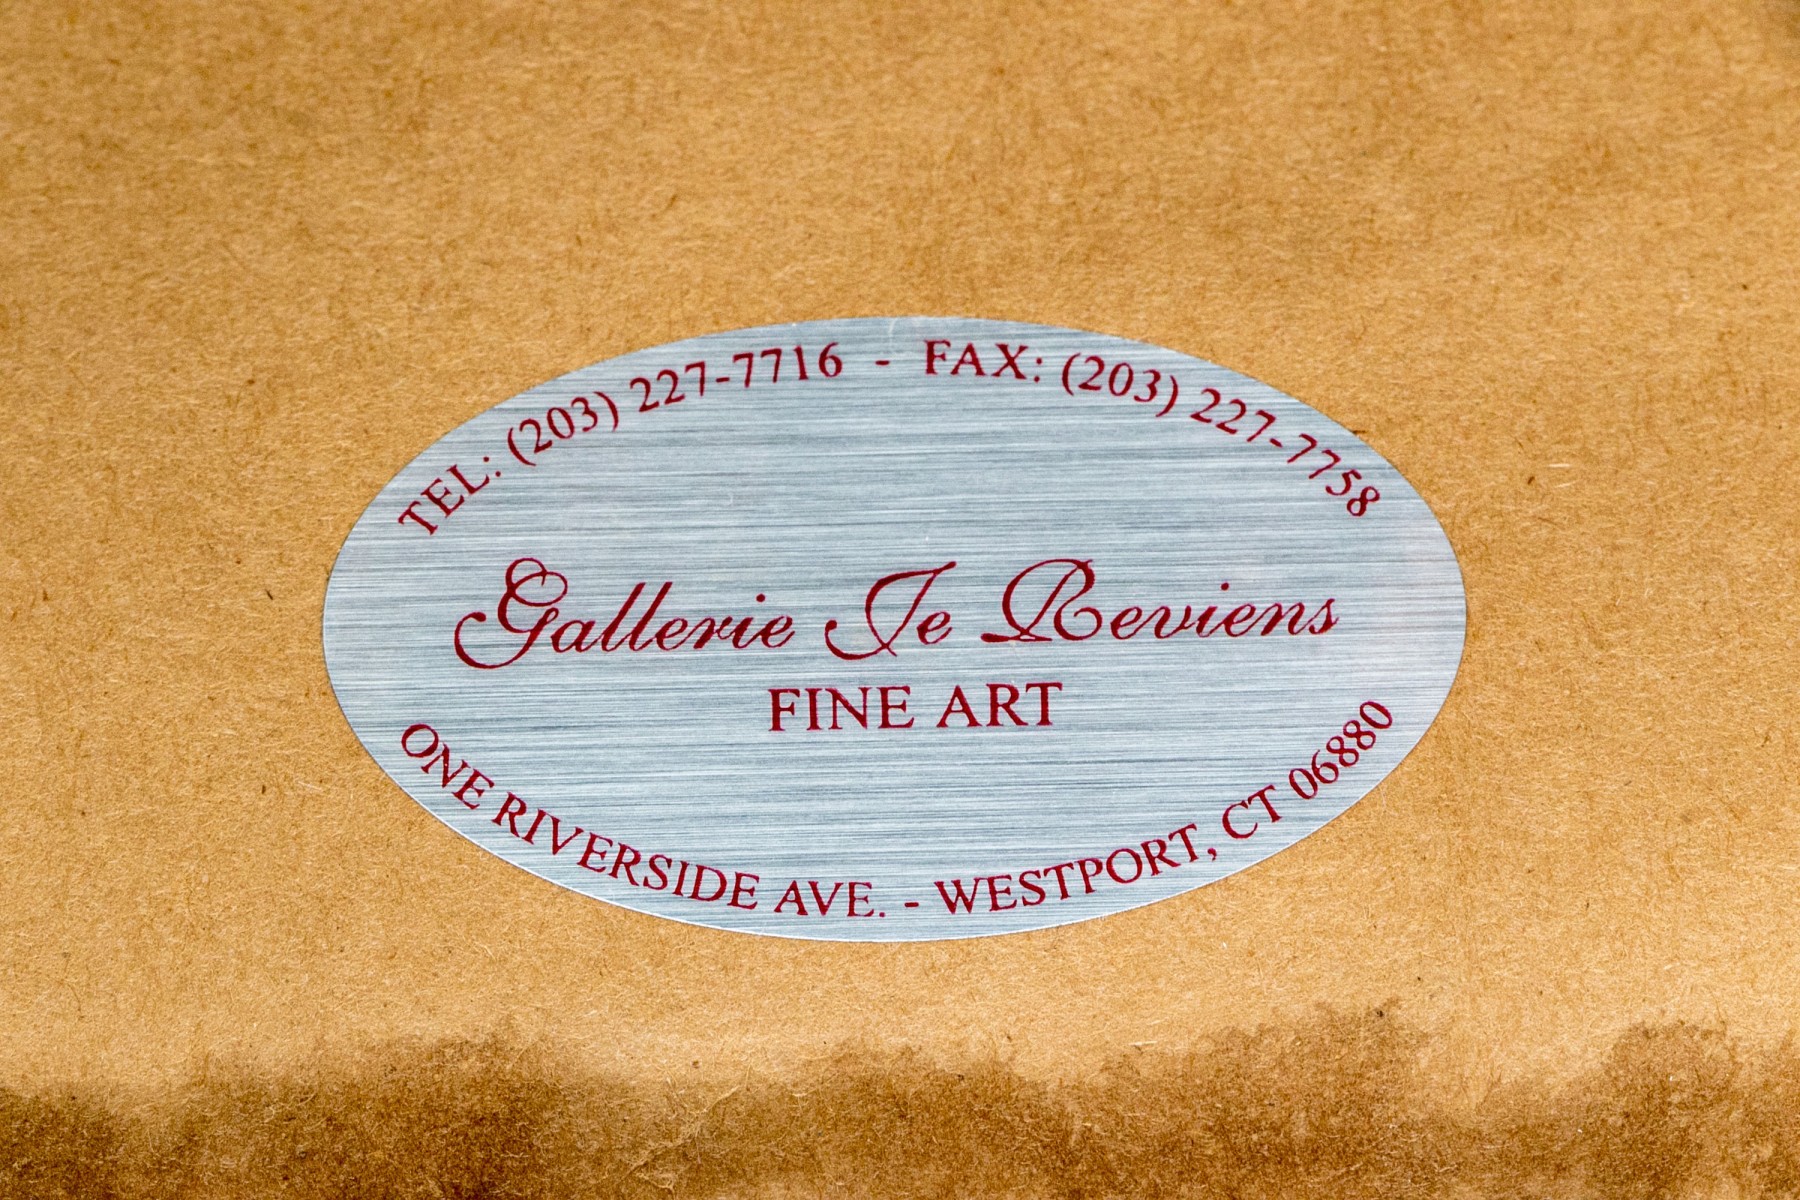 TEL: (203) 227-7716 - FAX: (203) 227-7758
Gallerie Je Reviens
FINE ART
ONE RIVERSIDE AVE. - WESTPORT, CT 06880